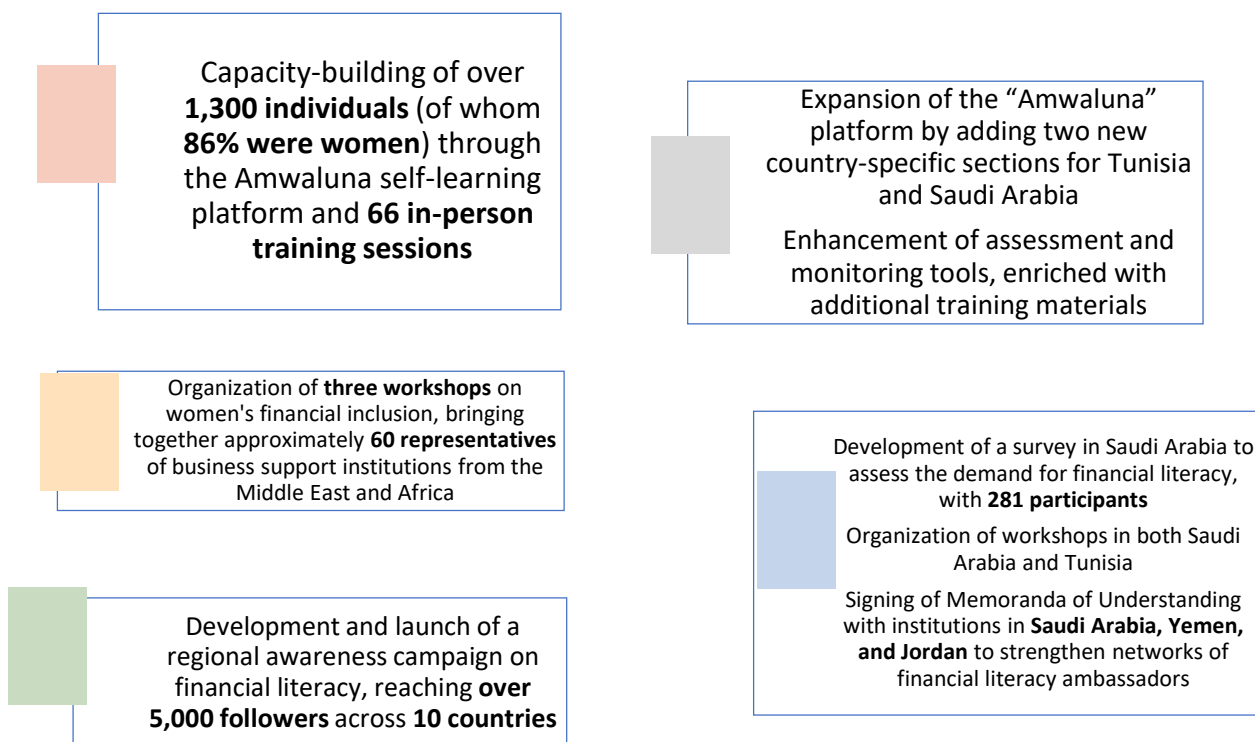 Capacity-building of over
1,300 individuals (of whom
86% were women) through
the Amwaluna self-learning
platform and 66 in-person
training sessions
Expansion of the “Amwaluna”
platform by adding two new
country-specific sections for Tunisia
and Saudi Arabia
Enhancement of assessment and
monitoring tools, enriched with
additional training materials
Organization of three workshops on
women's financial inclusion, bringing
together approximately 60 representatives
of business support institutions from the
Middle East and Africa
Development of a survey in Saudi Arabia to
assess the demand for financial literacy,
with 281 participants
Organization of workshops in both Saudi
Arabia and Tunisia
Signing of Memoranda of Understanding
with institutions in Saudi Arabia, Yemen,
and Jordan to strengthen networks of
financial literacy ambassadors
Development and launch of a
regional awareness campaign on
financial literacy, reaching over
5,000 followers across 10 countries